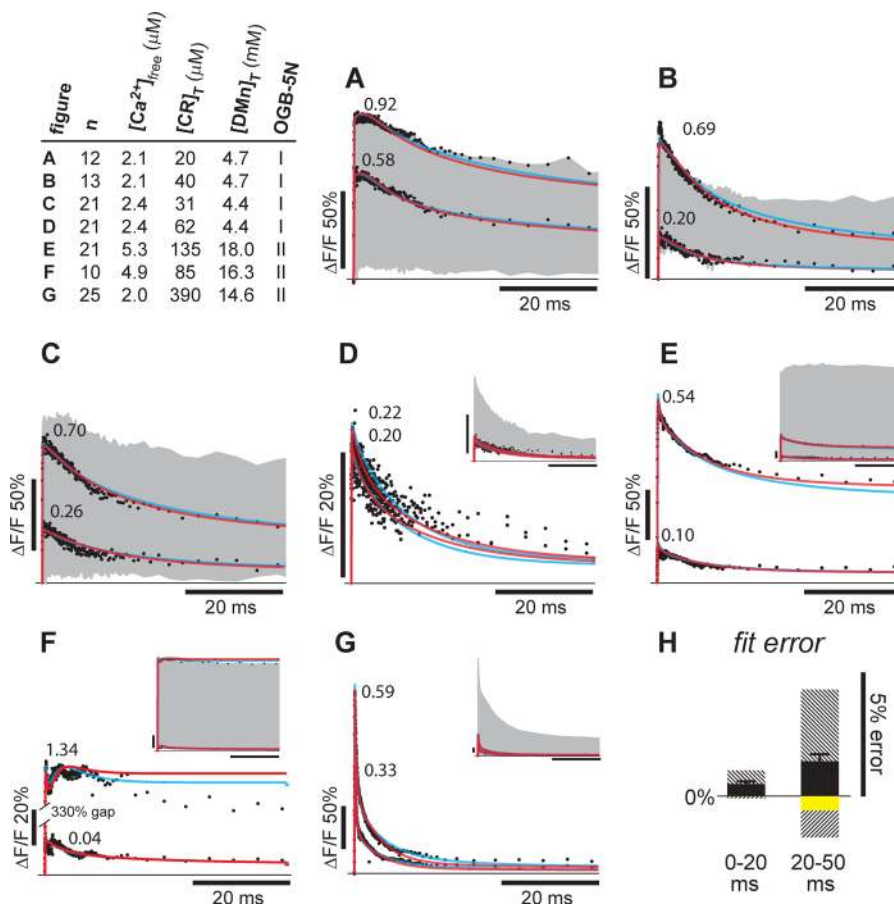 figure n [Ca2+]free (μM) [CR]T (μM) [DMn]T (mM) OGB-5N
A 12 2.1 20 4.7 I
B 13 2.1 40 4.7 I
C 21 2.4 31 4.4 I
D 21 2.4 62 4.4 I
E 21 5.3 135 18.0 II
F 10 4.9 85 16.3 II
G 25 2.0 390 14.6 II
A
0.92
0.58
ΔF/F 50%
20 ms
B
0.69
0.20
ΔF/F 50%
20 ms
C
0.70
0.26
ΔF/F 50%
20 ms
D
0.22
0.20
ΔF/F 20%
20 ms
E
0.54
0.10
ΔF/F 50%
20 ms
F
1.34
330% gap
0.04
ΔF/F 20%
20 ms
G
0.59
0.33
ΔF/F 50%
20 ms
H
fit error
5% error
0%
0-20
ms
20-50
ms